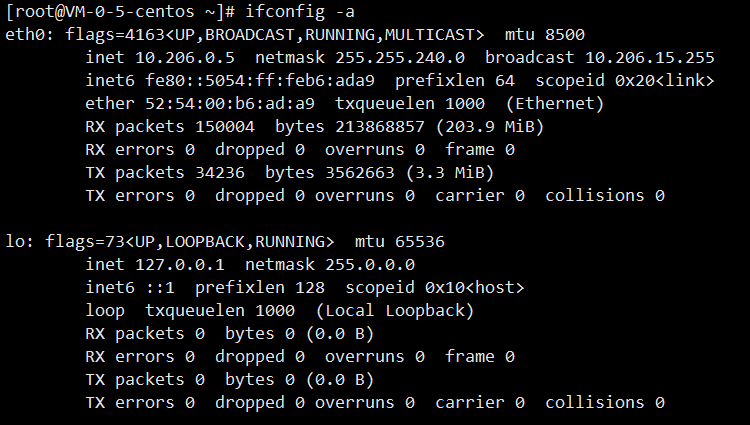 [root@VM-0-5-centos ~]# ifconfig -a
eth0: flags=4163<UP,BROADCAST,RUNNING,MULTICAST>  mtu 8500
        inet 10.206.0.5  netmask 255.255.240.0  broadcast 10.206.15.255
        inet6 fe80::5054:ff:feb6:ada9  prefixlen 64  scopeid 0x20<link>
        ether 52:54:00:b6:ad:a9  txqueuelen 1000  (Ethernet)
        RX packets 150004  bytes 213868857 (203.9 MiB)
        RX errors 0  dropped 0  overruns 0  frame 0
        TX packets 34236  bytes 3562663 (3.3 MiB)
        TX errors 0  dropped 0 overruns 0  carrier 0  collisions 0

lo: flags=73<UP,LOOPBACK,RUNNING>  mtu 65536
        inet 127.0.0.1  netmask 255.0.0.0
        inet6 ::1  prefixlen 128  scopeid 0x10<host>
        loop  txqueuelen 1000  (Local Loopback)
        RX packets 0  bytes 0 (0.0 B)
        RX errors 0  dropped 0  overruns 0  frame 0
        TX packets 0  bytes 0 (0.0 B)
        TX errors 0  dropped 0 overruns 0  carrier 0  collisions 0